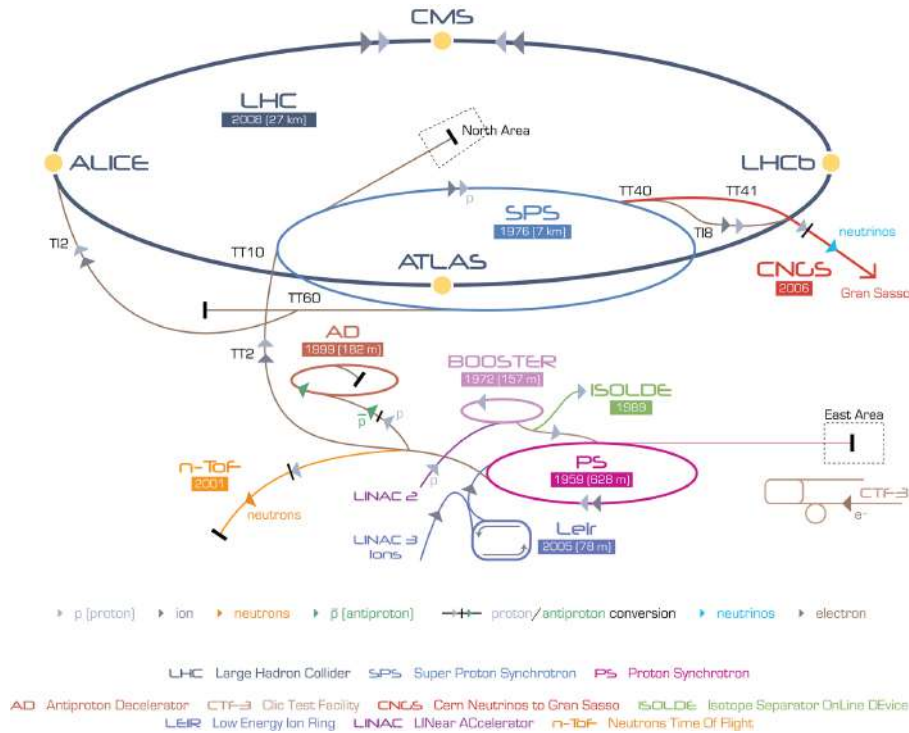 CMS
LHC
2008 (27 km)
North Area
ALICE
LHCb
TT40
TT41
p
SPS
1976 (7 km)
TI2
TI8
neutrinos
TT10
ATLAS
CNGS
2006
Gran Sasso
TT60
AD
1999 (182 m)
TT2
BOOSTER
1972 (157 m)
ISOLDE
1989
p̅
p
East Area
n-ToF
2001
PS
1959 (628 m)
LINAC 2
p
neutrons
CTF-3
e⁻
LINAC 3
Ions
LeIr
2005 (78 m)
p (proton)
ion
neutrons
p̅ (antiproton)
proton/antiproton conversion
neutrinos
electron
LHC Large Hadron Collider
SPS Super Proton Synchrotron
PS Proton Synchrotron
AD Antiproton Decelerator
CTF-3 Clic Test Facility
CNGS Cern Neutrinos to Gran Sasso
ISOLDE Isotope Separator OnLine DEvice
LEIR Low Energy Ion Ring
LINAC LINear ACcelerator
n-ToF Neutrons Time Of Flight